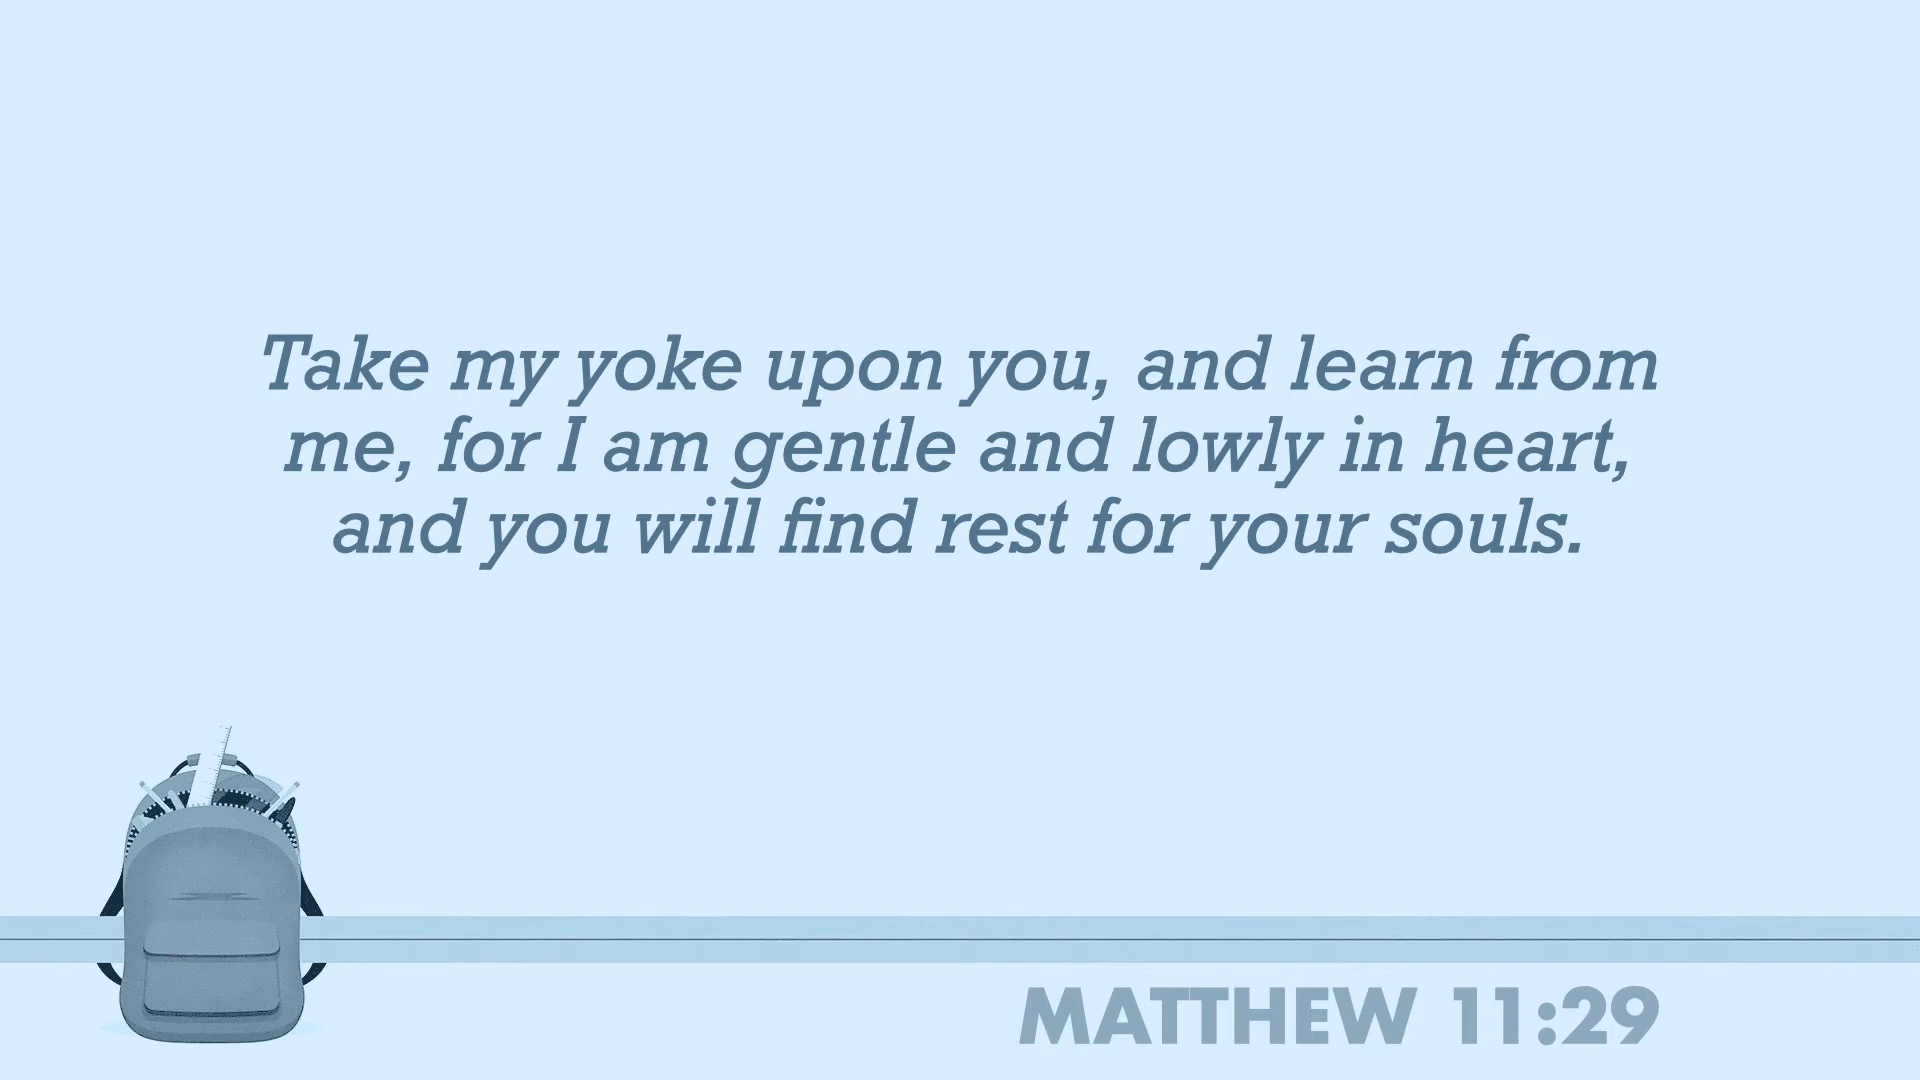 Take my yoke upon you, and learn from
me, for I am gentle and lowly in heart,
and you will find rest for your souls.
MATTHEW 11:29